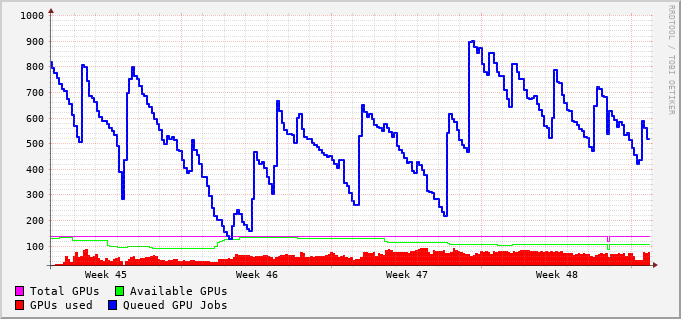 1000
900
800
700
600
500
400
300
200
100
Week 45 Week 46 Week 47 Week 48
Total GPUs Available GPUs
GPUs used Queued GPU Jobs
RRDTOOL / TOBI OETIKER